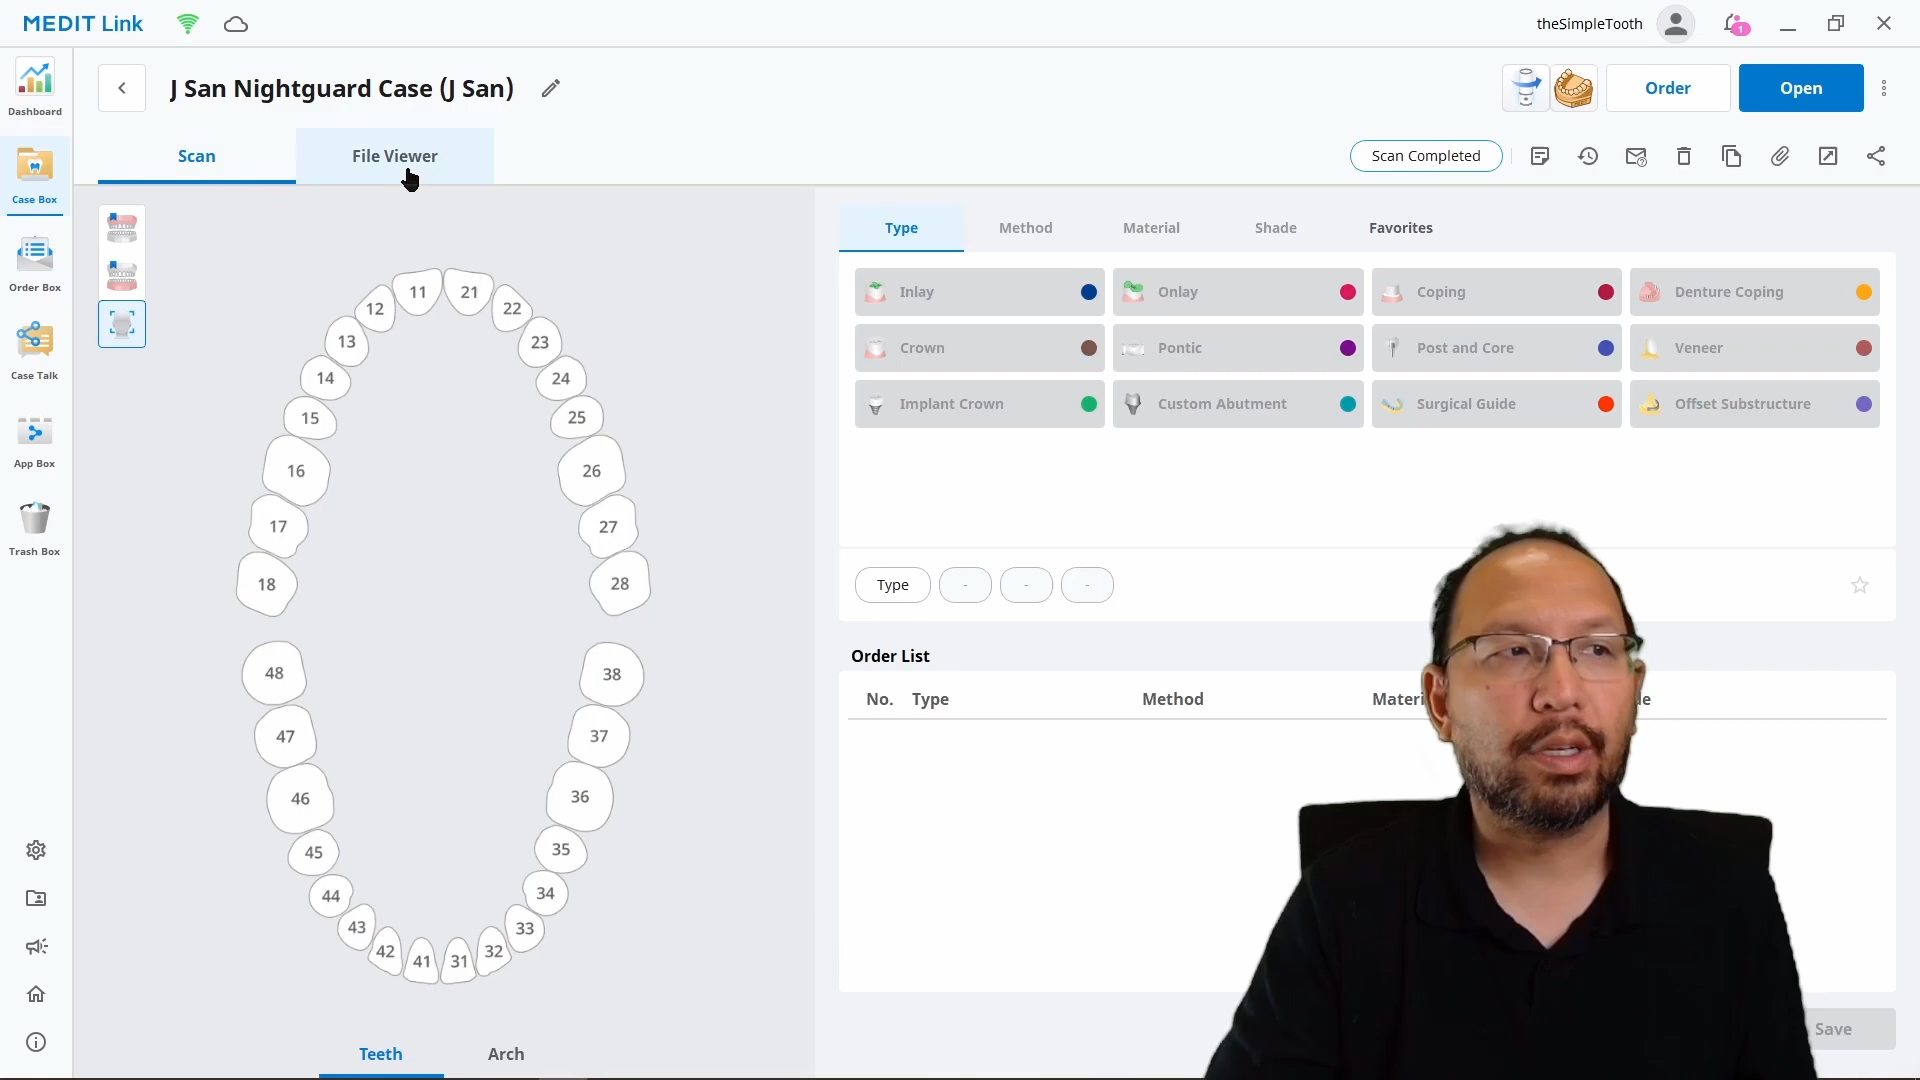 MEDIT Link
theSimpleTooth
1
Dashboard
Case Box
Order Box
Case Talk
App Box
Trash Box
J San Nightguard Case (J San)
Order
Open
Scan
File Viewer
Scan Completed
11 21
12 22
13 23
14 24
15 25
16 26
17 27
18 28
48 38
47 37
46 36
45 35
44 34
43 33
42 32
41 31
Teeth
Arch
Type
Method
Material
Shade
Favorites
Inlay
Onlay
Coping
Denture Coping
Crown
Pontic
Post and Core
Veneer
Implant Crown
Custom Abutment
Surgical Guide
Offset Substructure
Type - - -
Order List
No. Type Method
Save